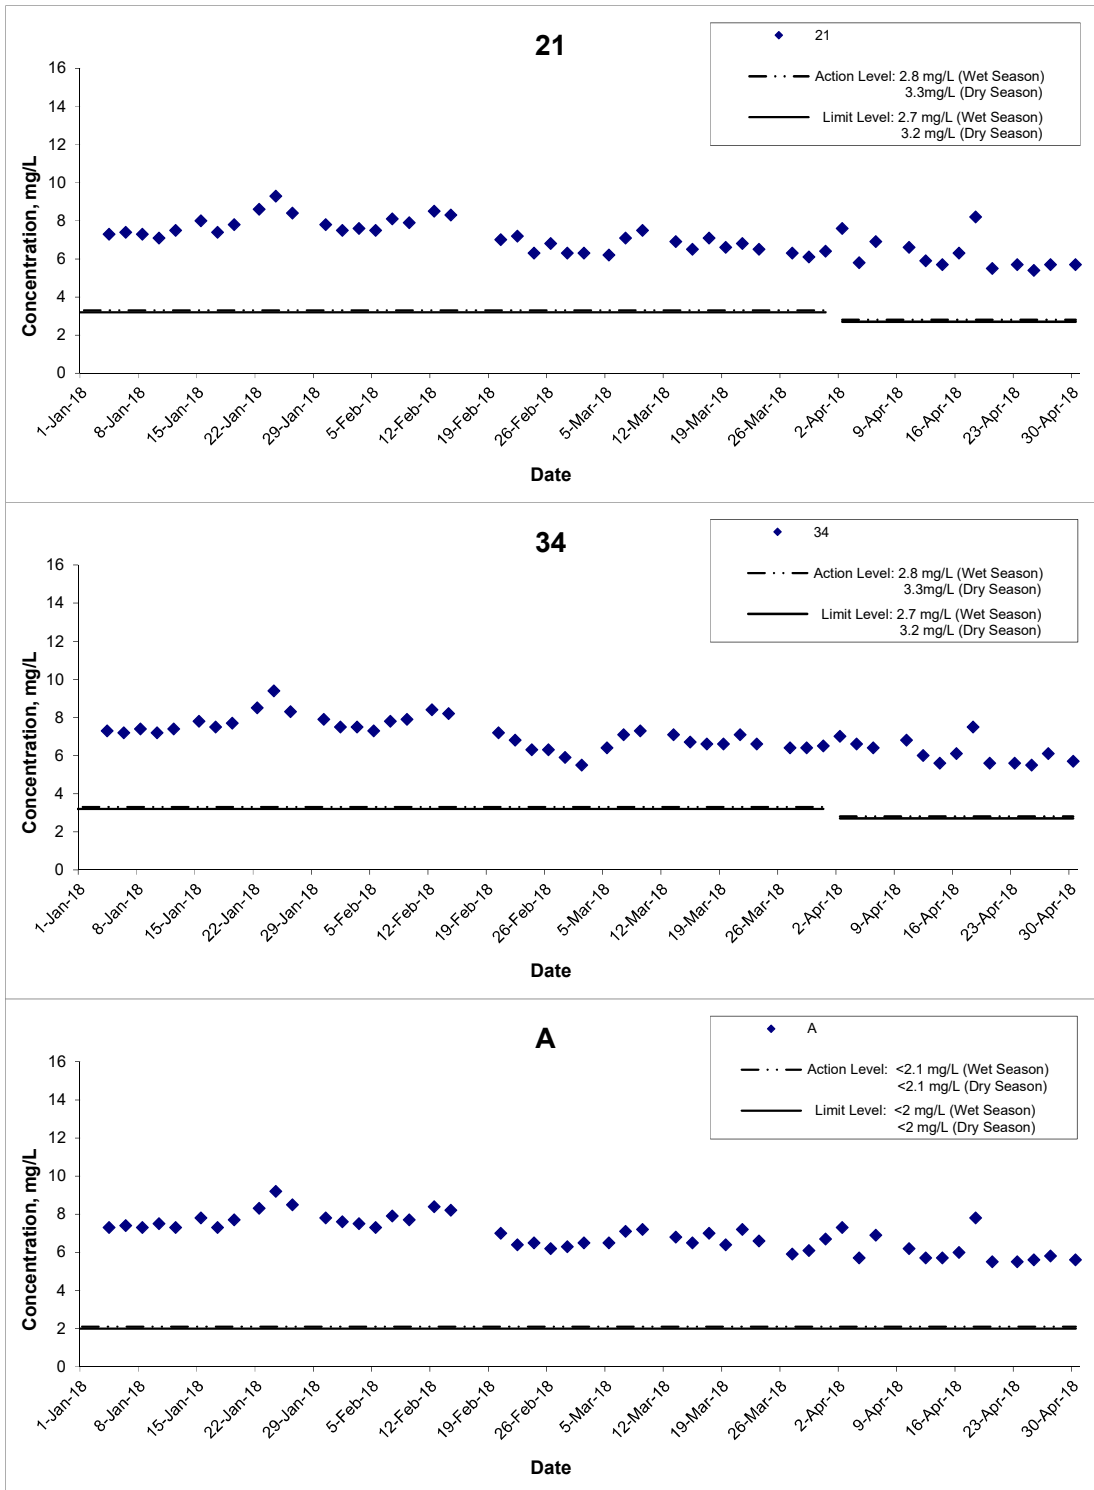 21
21
Action Level: 2.8 mg/L (Wet Season)
3.3mg/L (Dry Season)
Limit Level: 2.7 mg/L (Wet Season)
3.2 mg/L (Dry Season)
Concentration, mg/L
16
14
12
10
8
6
4
2
0
1-Jan-18
8-Jan-18
15-Jan-18
22-Jan-18
29-Jan-18
5-Feb-18
12-Feb-18
19-Feb-18
26-Feb-18
5-Mar-18
12-Mar-18
19-Mar-18
26-Mar-18
2-Apr-18
9-Apr-18
16-Apr-18
23-Apr-18
30-Apr-18
Date
34
34
Action Level: 2.8 mg/L (Wet Season)
3.3mg/L (Dry Season)
Limit Level: 2.7 mg/L (Wet Season)
3.2 mg/L (Dry Season)
Concentration, mg/L
16
14
12
10
8
6
4
2
0
1-Jan-18
8-Jan-18
15-Jan-18
22-Jan-18
29-Jan-18
5-Feb-18
12-Feb-18
19-Feb-18
26-Feb-18
5-Mar-18
12-Mar-18
19-Mar-18
26-Mar-18
2-Apr-18
9-Apr-18
16-Apr-18
23-Apr-18
30-Apr-18
Date
A
A
Action Level: <2.1 mg/L (Wet Season)
<2.1 mg/L (Dry Season)
Limit Level: <2 mg/L (Wet Season)
<2 mg/L (Dry Season)
Concentration, mg/L
16
14
12
10
8
6
4
2
0
1-Jan-18
8-Jan-18
15-Jan-18
22-Jan-18
29-Jan-18
5-Feb-18
12-Feb-18
19-Feb-18
26-Feb-18
5-Mar-18
12-Mar-18
19-Mar-18
26-Mar-18
2-Apr-18
9-Apr-18
16-Apr-18
23-Apr-18
30-Apr-18
Date